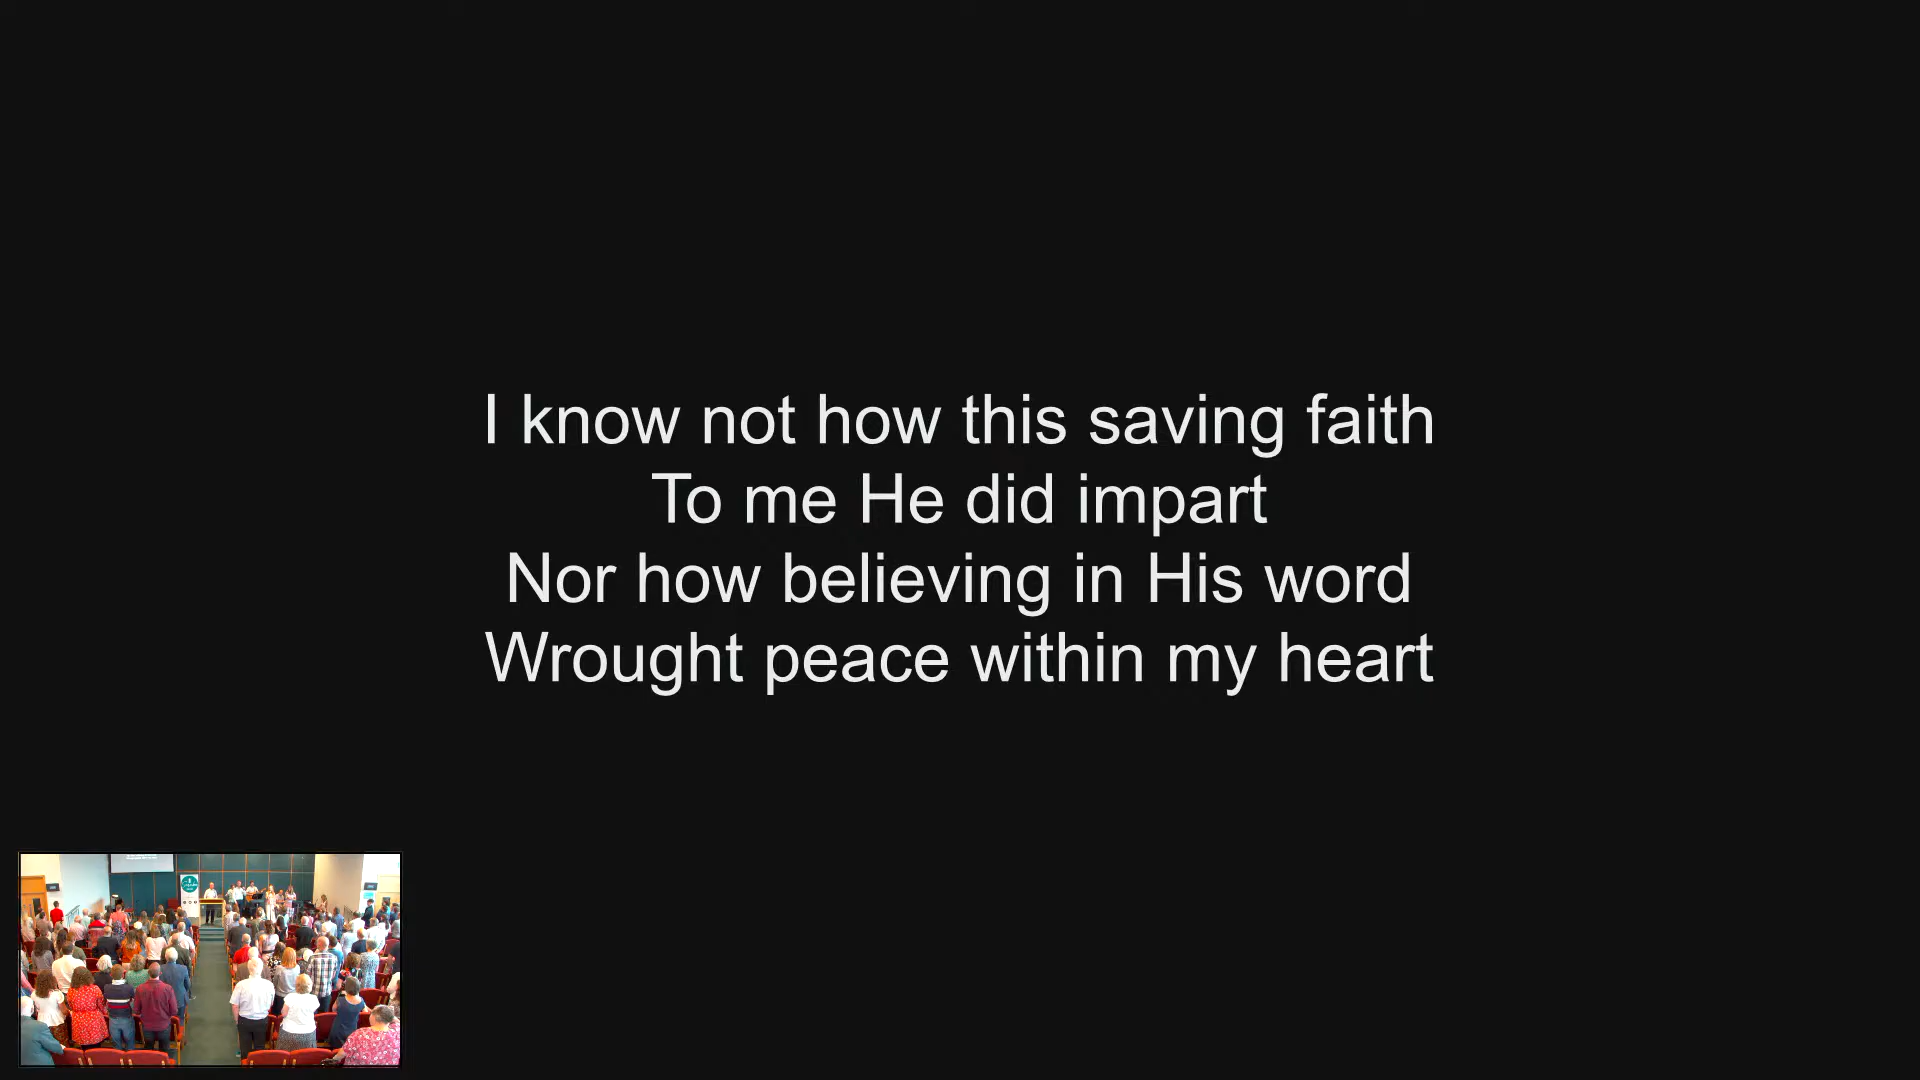 I know not how this saving faith
To me He did impart
Nor how believing in His word
Wrought peace within my heart